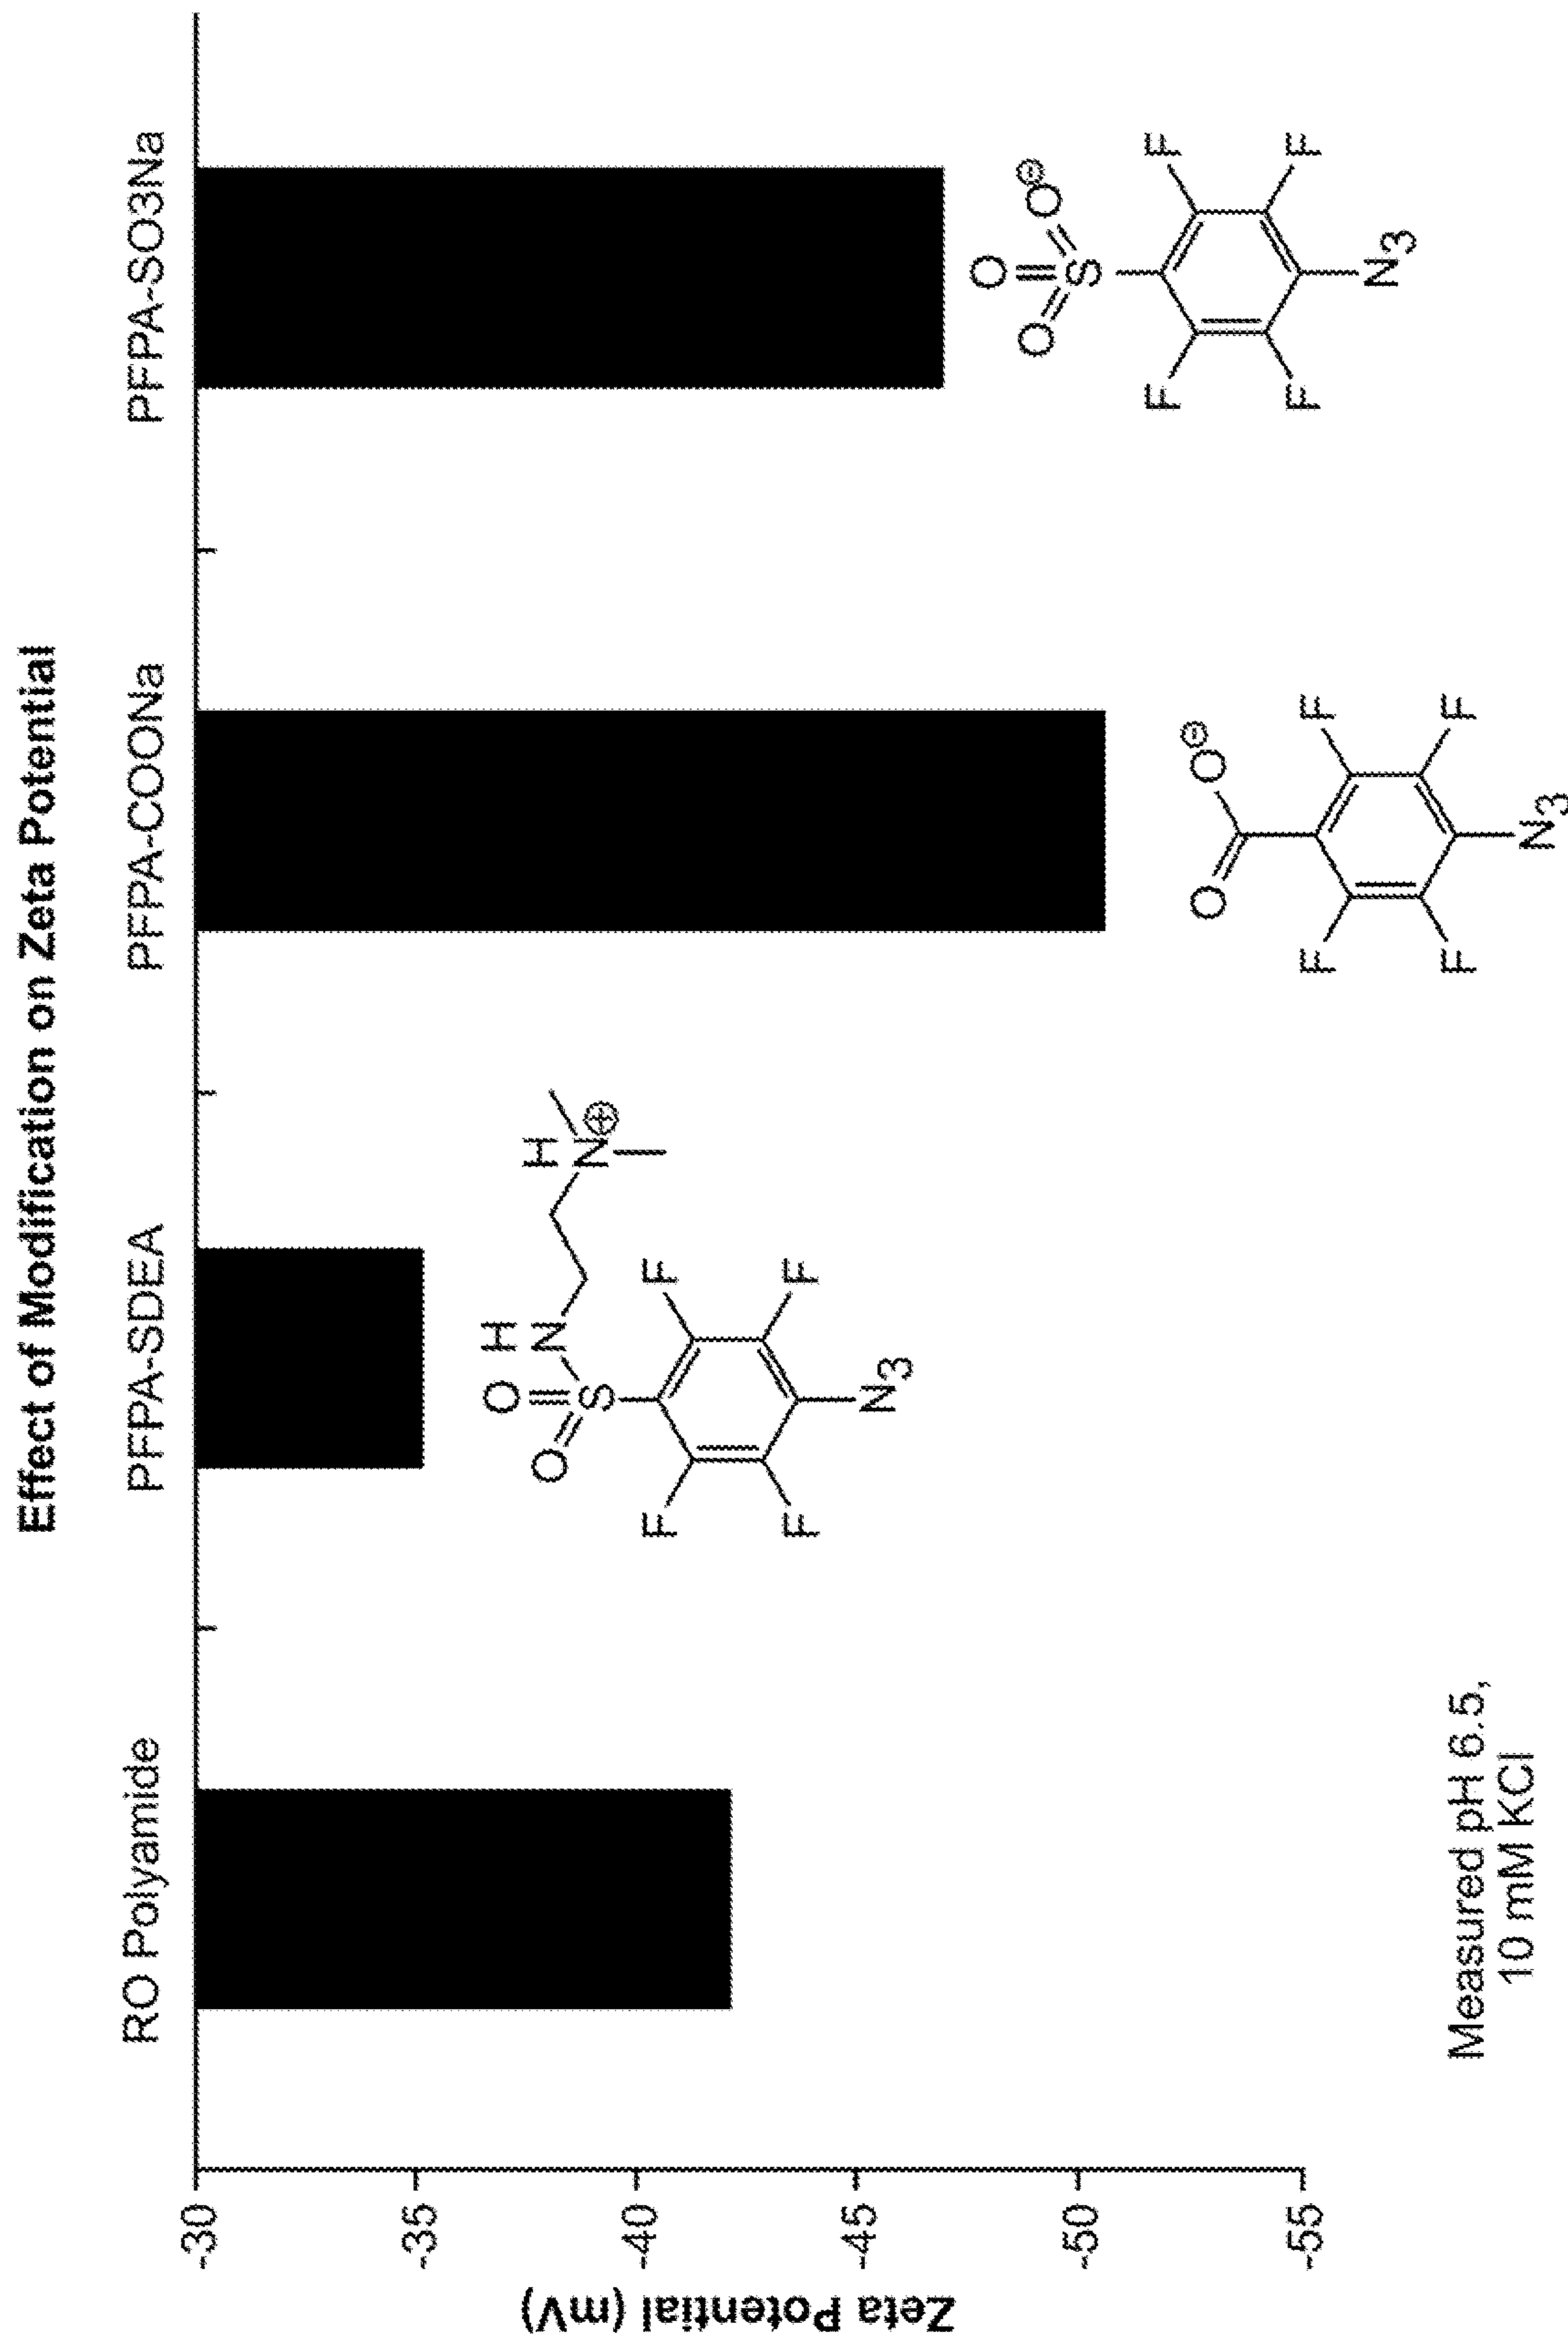 Effect of Modification on Zeta Potential
RO Polyamide
PFPA-SDEA
PFPA-COONa
PFPA-SO3Na
Zeta Potential (mV)
-30
-35
-40
-45
-50
-55
O
O
S
H
N
H
N
⊕
F
F
F
F
N3
O
O
⊖
F
F
F
F
N3
O
O
S
O
⊖
F
F
F
F
N3
Measured pH 6.5,
10 mM KCl